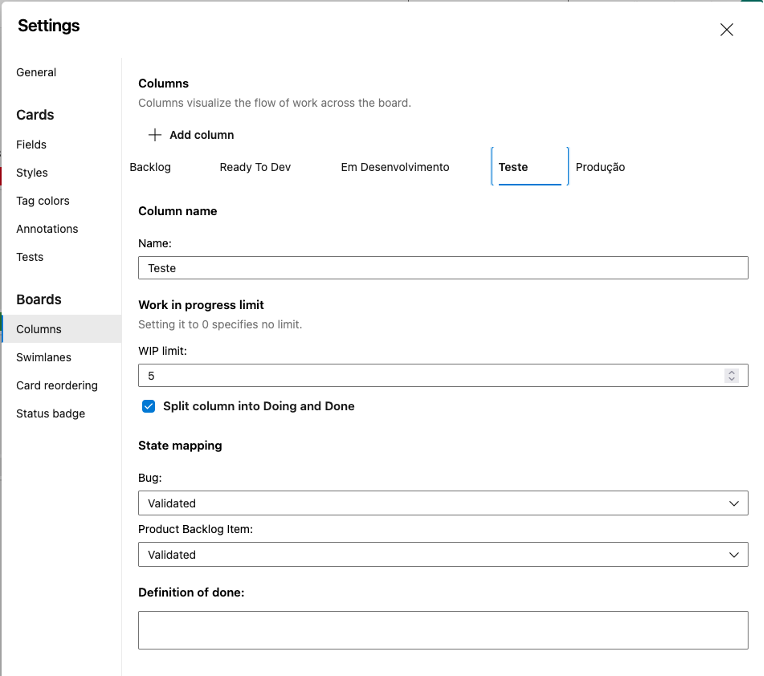 Settings
General
Cards
Fields
Styles
Tag colors
Annotations
Tests
Boards
Columns
Swimlanes
Card reordering
Status badge
Columns
Columns visualize the flow of work across the board.
Add column
Backlog Ready To Dev Em Desenvolvimento Teste Produção
Column name
Name:
Teste
Work in progress limit
Setting it to 0 specifies no limit.
WIP limit:
5
Split column into Doing and Done
State mapping
Bug:
Validated
Product Backlog Item:
Validated
Definition of done: